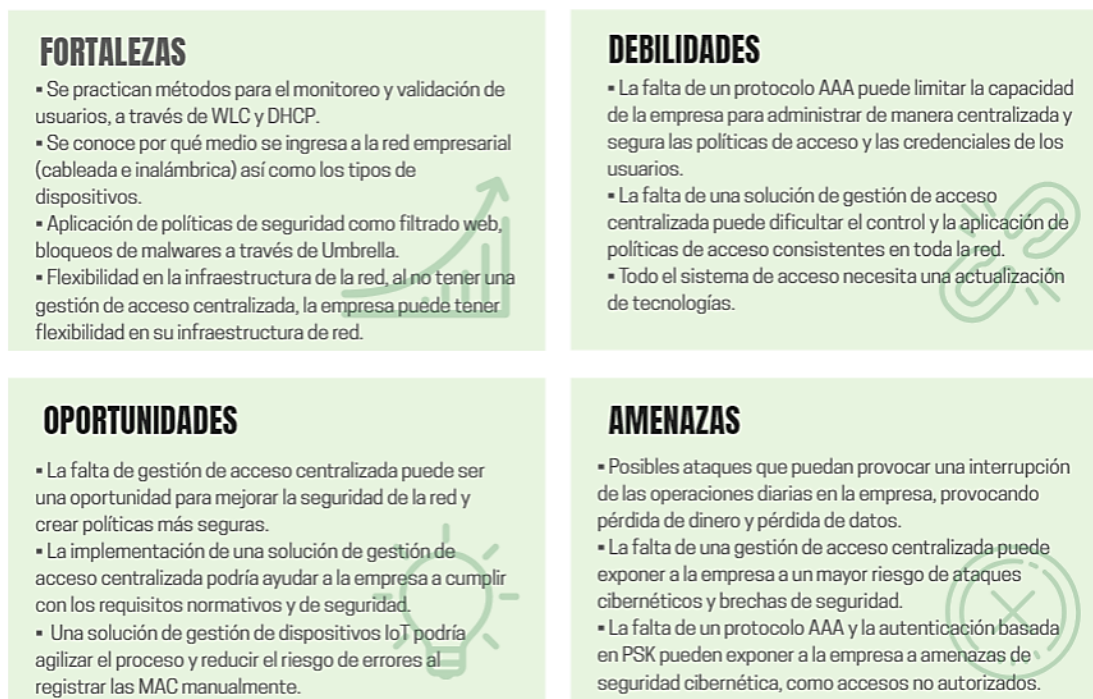 FORTALEZAS
▪ Se practican métodos para el monitoreo y validación de
usuarios, a través de WLC y DHCP.
▪ Se conoce por qué medio se ingresa a la red empresarial
(cableada e inalámbrica) así como los tipos de
dispositivos.
▪ Aplicación de políticas de seguridad como filtrado web,
bloqueos de malwares a través de Umbrella.
▪ Flexibilidad en la infraestructura de la red, al no tener una
gestión de acceso centralizada, la empresa puede tener
flexibilidad en su infraestructura de red.
DEBILIDADES
▪ La falta de un protocolo AAA puede limitar la capacidad
de la empresa para administrar de manera centralizada y
segura las políticas de acceso y las credenciales de los
usuarios.
▪ La falta de una solución de gestión de acceso
centralizada puede dificultar el control y la aplicación de
políticas de acceso consistentes en toda la red.
▪ Todo el sistema de acceso necesita una actualización
de tecnologías.
OPORTUNIDADES
▪ La falta de gestión de acceso centralizada puede ser
una oportunidad para mejorar la seguridad de la red y
crear políticas más seguras.
▪ La implementación de una solución de gestión de
acceso centralizada podría ayudar a la empresa a cumplir
con los requisitos normativos y de seguridad.
▪ Una solución de gestión de dispositivos IoT podría
agilizar el proceso y reducir el riesgo de errores al
registrar las MAC manualmente.
AMENAZAS
▪ Posibles ataques que puedan provocar una interrupción
de las operaciones diarias en la empresa, provocando
pérdida de dinero y pérdida de datos.
▪ La falta de una gestión de acceso centralizada puede
exponer a la empresa a un mayor riesgo de ataques
cibernéticos y brechas de seguridad.
▪ La falta de un protocolo AAA y la autenticación basada
en PSK pueden exponer a la empresa a amenazas de
seguridad cibernética, como accesos no autorizados.